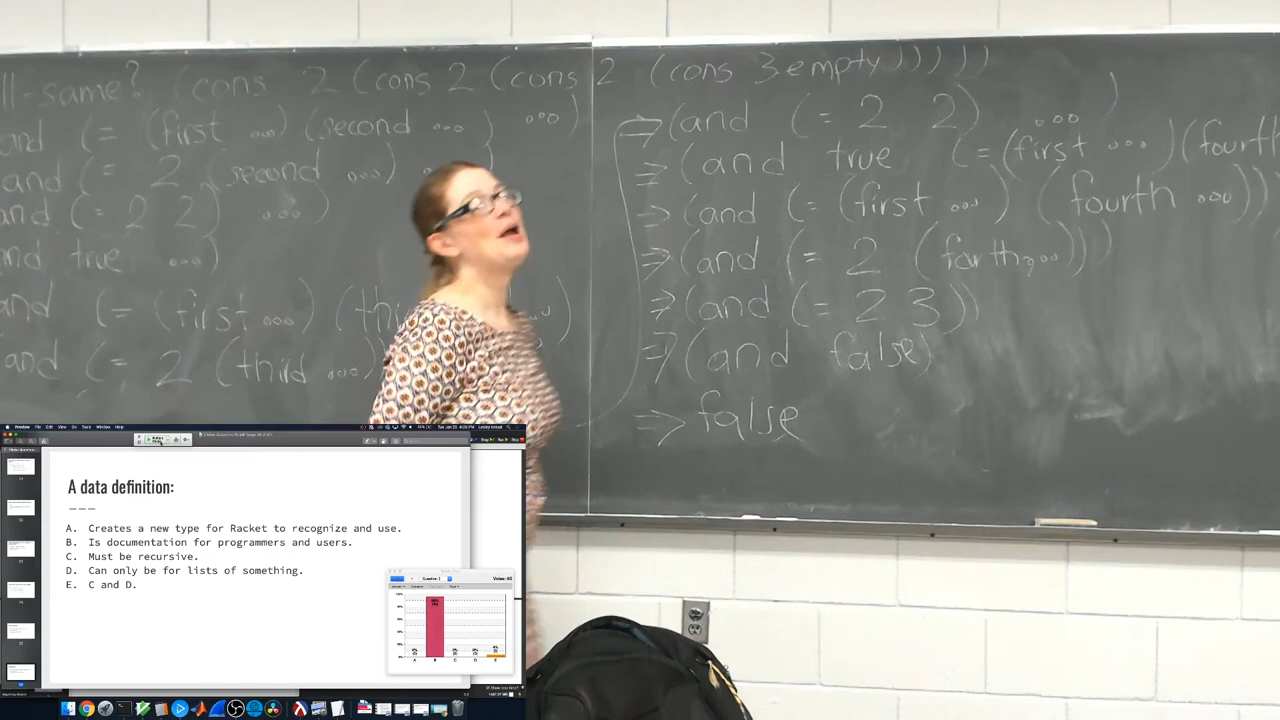 ll-same? (cons 2 (cons 2 (cons 2 (cons 3 empty)))))
and (= (first ...) (second ...) ...)
and (= 2 (second ...)
and (= 2 2) ...)
and true ...)
and (= (first ...) (thi
and (= 2 (third ...)
⇒ (and (= 2 2) ...)
⇒ (and true (= (first ...) (fourth
⇒ (and (= (first ...) (fourth ...))
⇒ (and (= 2 (forth...)))
⇒ (and (= 2 3))
⇒ (and false)
⇒ false
A data definition:
___
A. Creates a new type for Racket to recognize and use.
B. Is documentation for programmers and users.
C. Must be recursive.
D. Can only be for lists of something.
E. C and D.
A B C D E